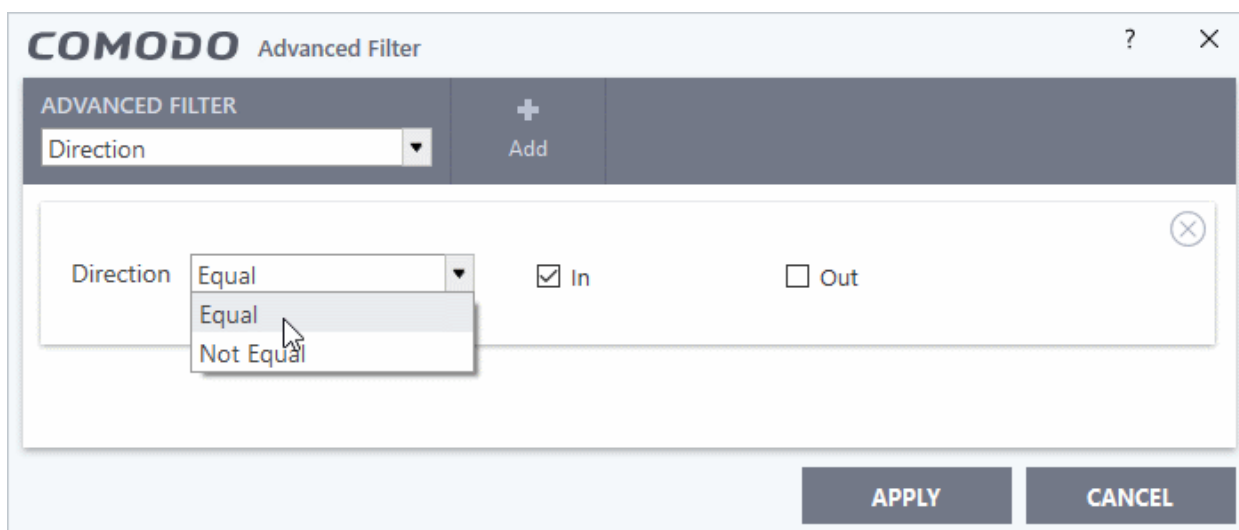 COMODO Advanced Filter ?
ADVANCED FILTER
Direction
Add
Direction Equal In Out
Equal
Not Equal
APPLY CANCEL